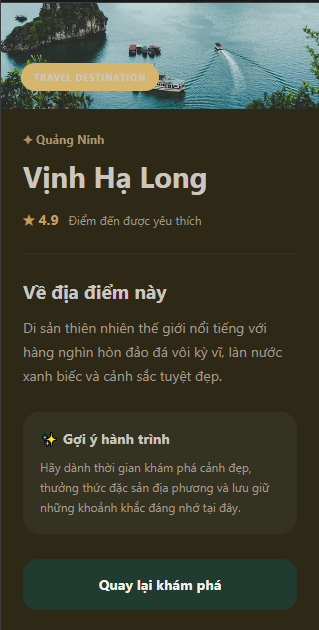 TRAVEL DESTINATION
✦ Quảng Ninh
Vịnh Hạ Long
★ 4.9 Điểm đến được yêu thích
Về địa điểm này
Di sản thiên nhiên thế giới nổi tiếng với
hàng nghìn hòn đảo đá vôi kỳ vĩ, làn nước
xanh biếc và cảnh sắc tuyệt đẹp.
✨ Gợi ý hành trình
Hãy dành thời gian khám phá cảnh đẹp,
thưởng thức đặc sản địa phương và lưu giữ
những khoảnh khắc đáng nhớ tại đây.
Quay lại khám phá